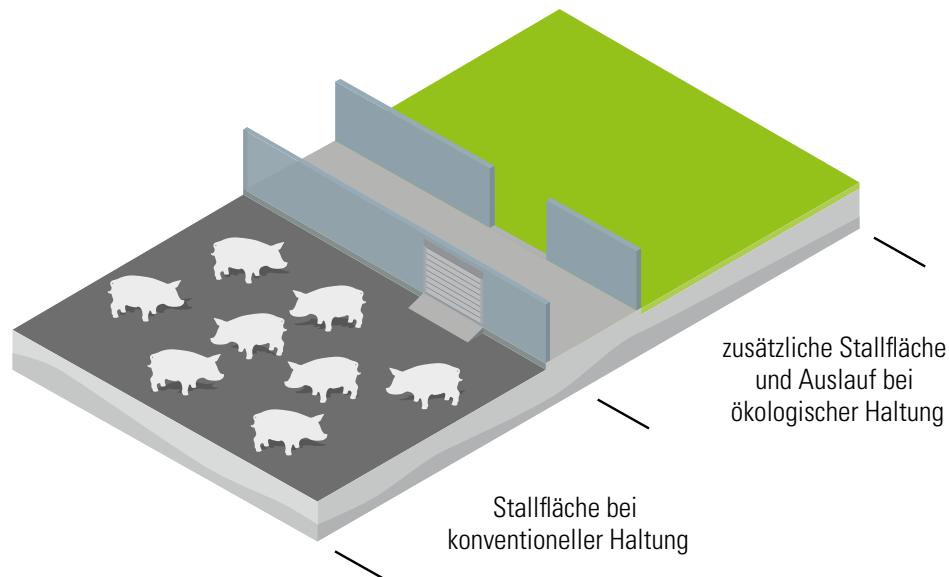 zusätzliche Stallfläche
und Auslauf bei
ökologischer Haltung
Stallfläche bei
konventioneller Haltung